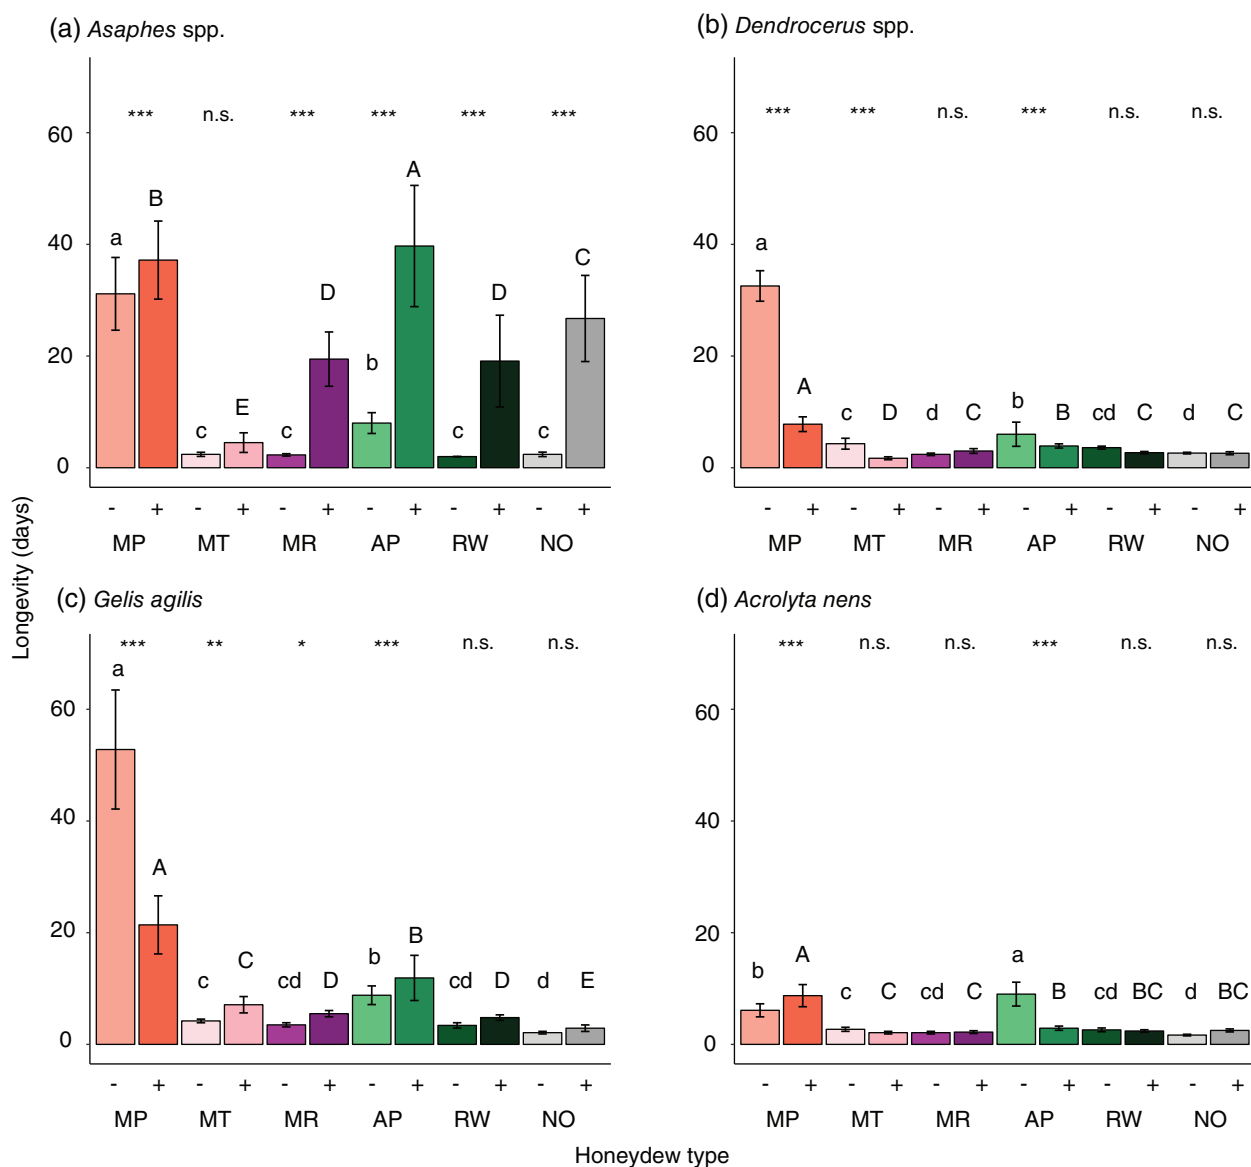 (a) Asaphes spp.
*** n.s. *** *** *** ***
60
40
20
0
a B c E c D b A c D c C
- + - + - + - + - + - +
MP MT MR AP RW NO
(b) Dendrocerus spp.
*** *** n.s. *** n.s. n.s.
60
40
20
0
a A c D d C b B cd C d C
- + - + - + - + - + - +
MP MT MR AP RW NO
Longevity (days)
(c) Gelis agilis
*** ** * *** n.s. n.s.
60
40
20
0
a A c C cd D b B cd D d E
- + - + - + - + - + - +
MP MT MR AP RW NO
(d) Acrolyta nens
*** n.s. n.s. *** n.s. n.s.
60
40
20
0
b A c C cd C a B cd BC d BC
- + - + - + - + - + - +
MP MT MR AP RW NO
Honeydew type